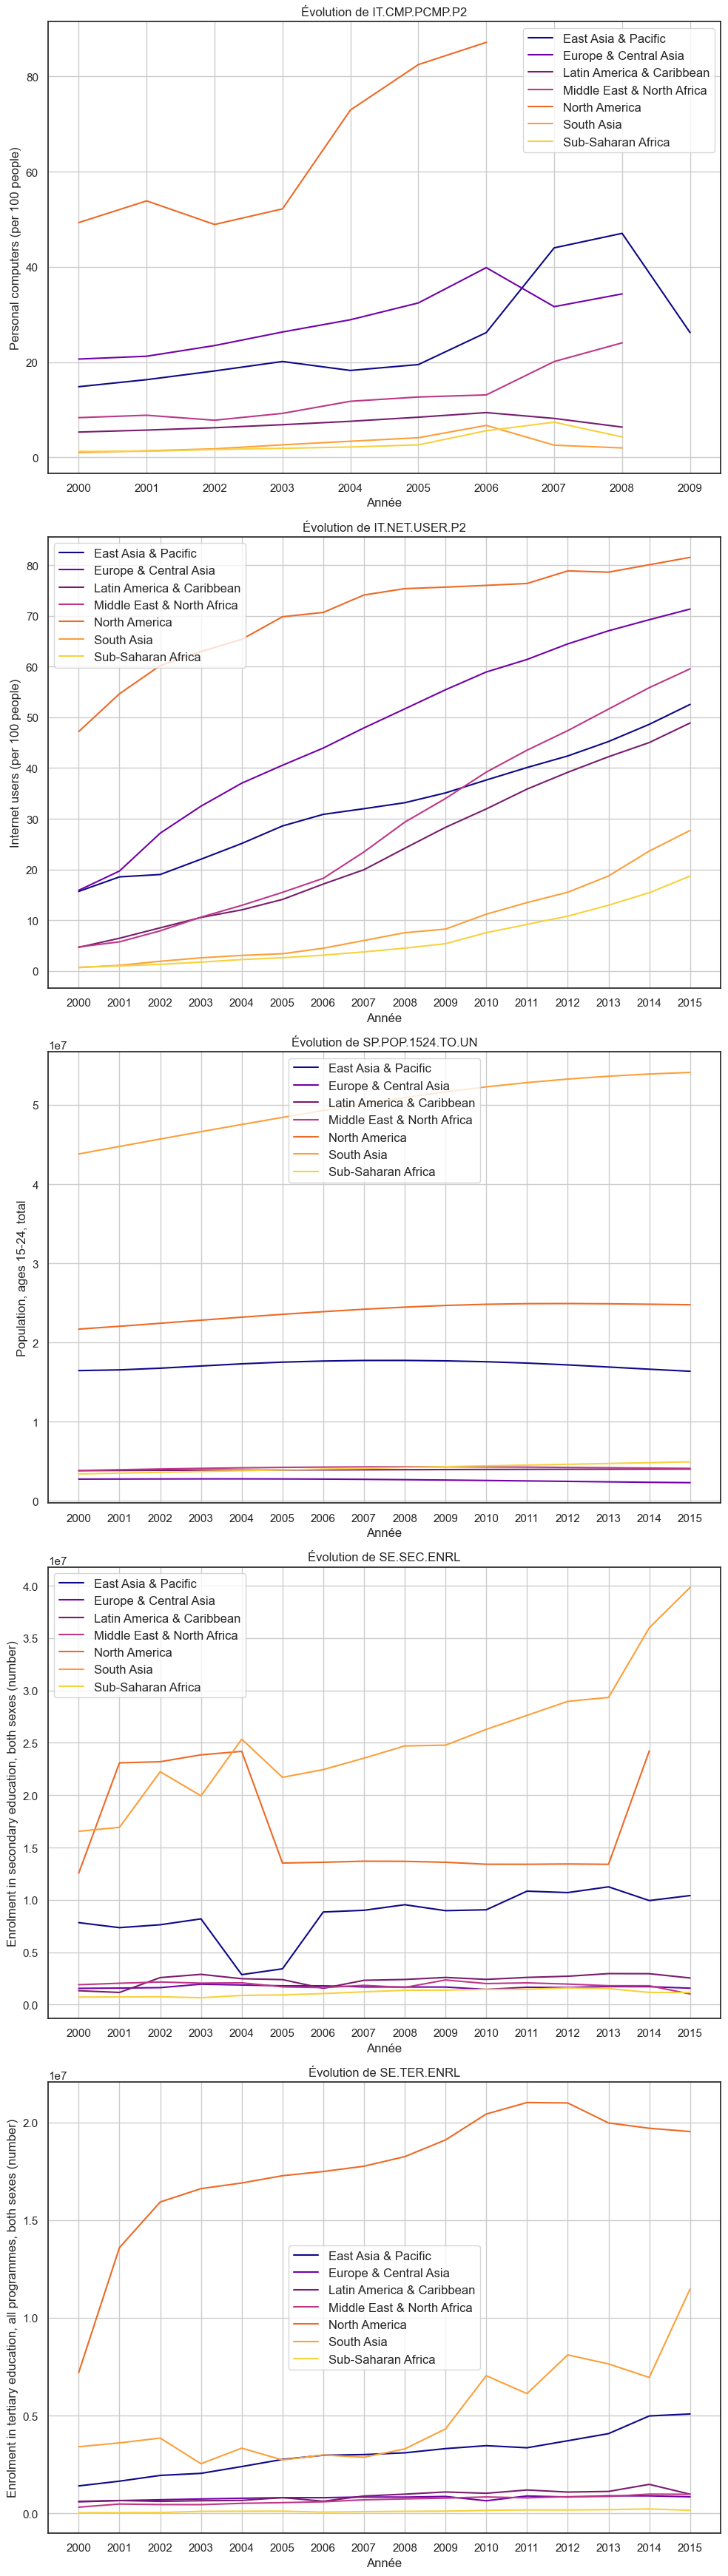 Évolution de IT.CMP.PCMP.P2
East Asia & Pacific
Europe & Central Asia
Latin America & Caribbean
Middle East & North Africa
North America
South Asia
Sub-Saharan Africa
Personal computers (per 100 people)
80
60
40
20
0
2000 2001 2002 2003 2004 2005 2006 2007 2008 2009
Année
Évolution de IT.NET.USER.P2
East Asia & Pacific
Europe & Central Asia
Latin America & Caribbean
Middle East & North Africa
North America
South Asia
Sub-Saharan Africa
Internet users (per 100 people)
80
70
60
50
40
30
20
10
0
2000 2001 2002 2003 2004 2005 2006 2007 2008 2009 2010 2011 2012 2013 2014 2015
Année
Évolution de SP.POP.1524.TO.UN
1e7
East Asia & Pacific
Europe & Central Asia
Latin America & Caribbean
Middle East & North Africa
North America
South Asia
Sub-Saharan Africa
Population, ages 15-24, total
5
4
3
2
1
0
2000 2001 2002 2003 2004 2005 2006 2007 2008 2009 2010 2011 2012 2013 2014 2015
Année
Évolution de SE.SEC.ENRL
1e7
East Asia & Pacific
Europe & Central Asia
Latin America & Caribbean
Middle East & North Africa
North America
South Asia
Sub-Saharan Africa
Enrolment in secondary education, both sexes (number)
4.0
3.5
3.0
2.5
2.0
1.5
1.0
0.5
0.0
2000 2001 2002 2003 2004 2005 2006 2007 2008 2009 2010 2011 2012 2013 2014 2015
Année
Évolution de SE.TER.ENRL
1e7
East Asia & Pacific
Europe & Central Asia
Latin America & Caribbean
Middle East & North Africa
North America
South Asia
Sub-Saharan Africa
Enrolment in tertiary education, all programmes, both sexes (number)
2.0
1.5
1.0
0.5
0.0
2000 2001 2002 2003 2004 2005 2006 2007 2008 2009 2010 2011 2012 2013 2014 2015
Année